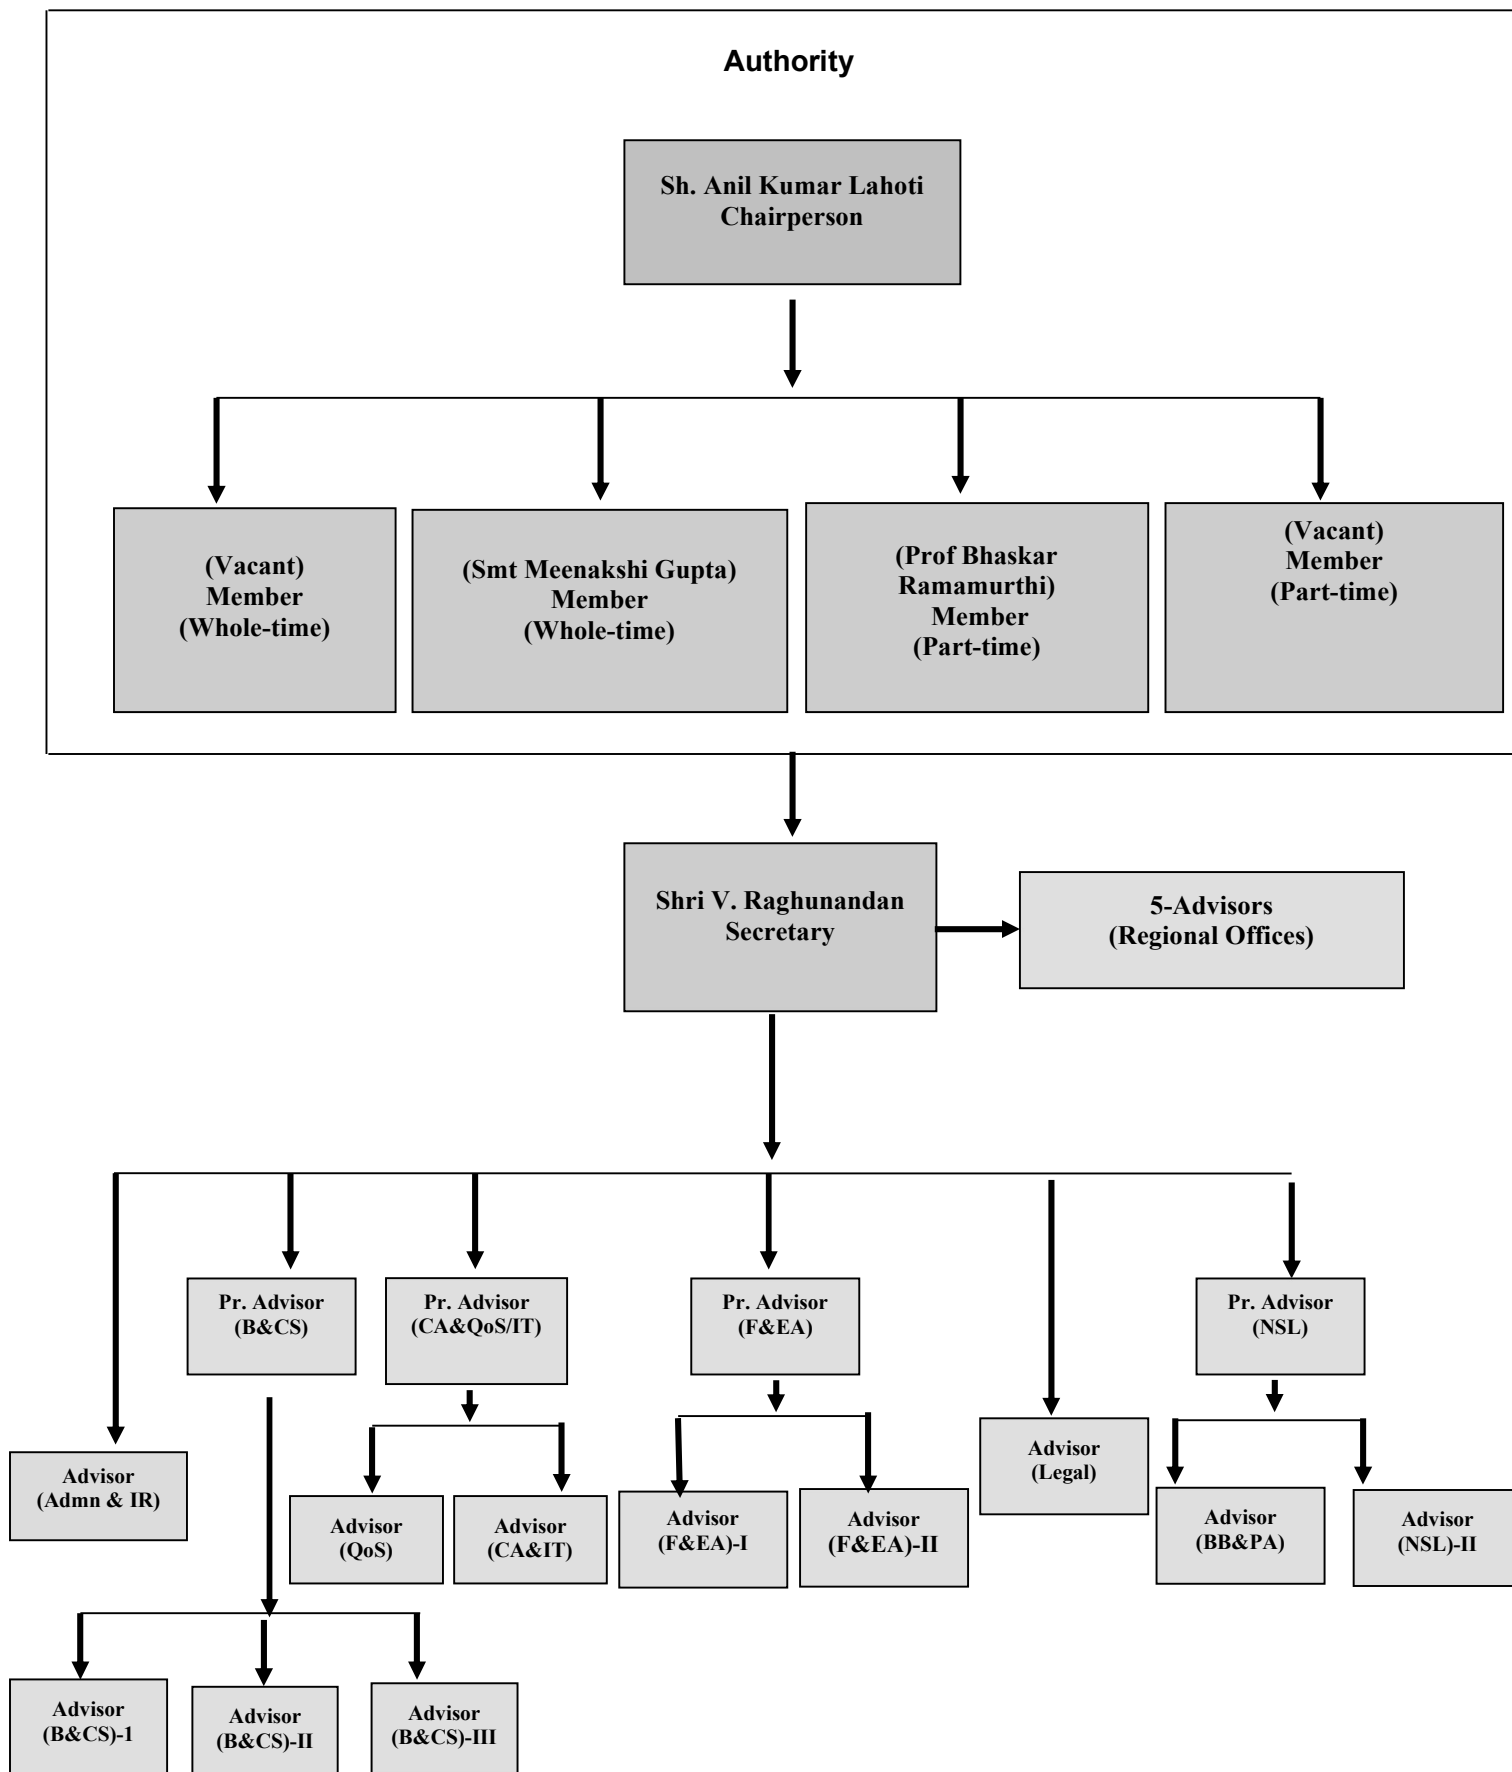 Authority
Sh. Anil Kumar Lahoti
Chairperson
(Vacant)
Member
(Whole-time)
(Smt Meenakshi Gupta)
Member
(Whole-time)
(Prof Bhaskar
Ramamurthi)
Member
(Part-time)
(Vacant)
Member
(Part-time)
Shri V. Raghunandan
Secretary
5-Advisors
(Regional Offices)
Pr. Advisor
(B&CS)
Pr. Advisor
(CA&QoS/IT)
Pr. Advisor
(F&EA)
Pr. Advisor
(NSL)
Advisor
(Admn & IR)
Advisor
(QoS)
Advisor
(CA&IT)
Advisor
(F&EA)-I
Advisor
(F&EA)-II
Advisor
(Legal)
Advisor
(BB&PA)
Advisor
(NSL)-II
Advisor
(B&CS)-1
Advisor
(B&CS)-II
Advisor
(B&CS)-III